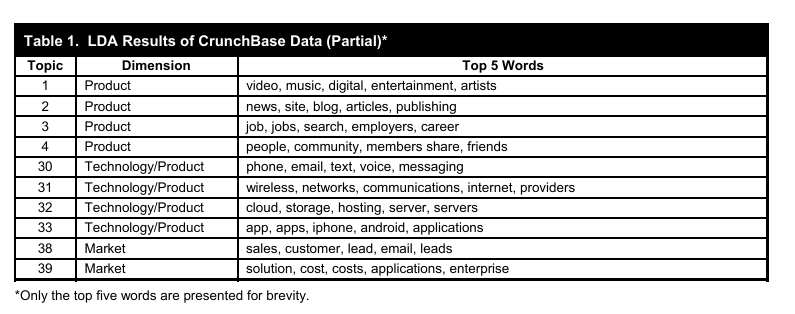 Table 1. LDA Results of CrunchBase Data (Partial)*
Topic Dimension Top 5 Words
1 Product video, music, digital, entertainment, artists
2 Product news, site, blog, articles, publishing
3 Product job, jobs, search, employers, career
4 Product people, community, members share, friends
30 Technology/Product phone, email, text, voice, messaging
31 Technology/Product wireless, networks, communications, internet, providers
32 Technology/Product cloud, storage, hosting, server, servers
33 Technology/Product app, apps, iphone, android, applications
38 Market sales, customer, lead, email, leads
39 Market solution, cost, costs, applications, enterprise
*Only the top five words are presented for brevity.